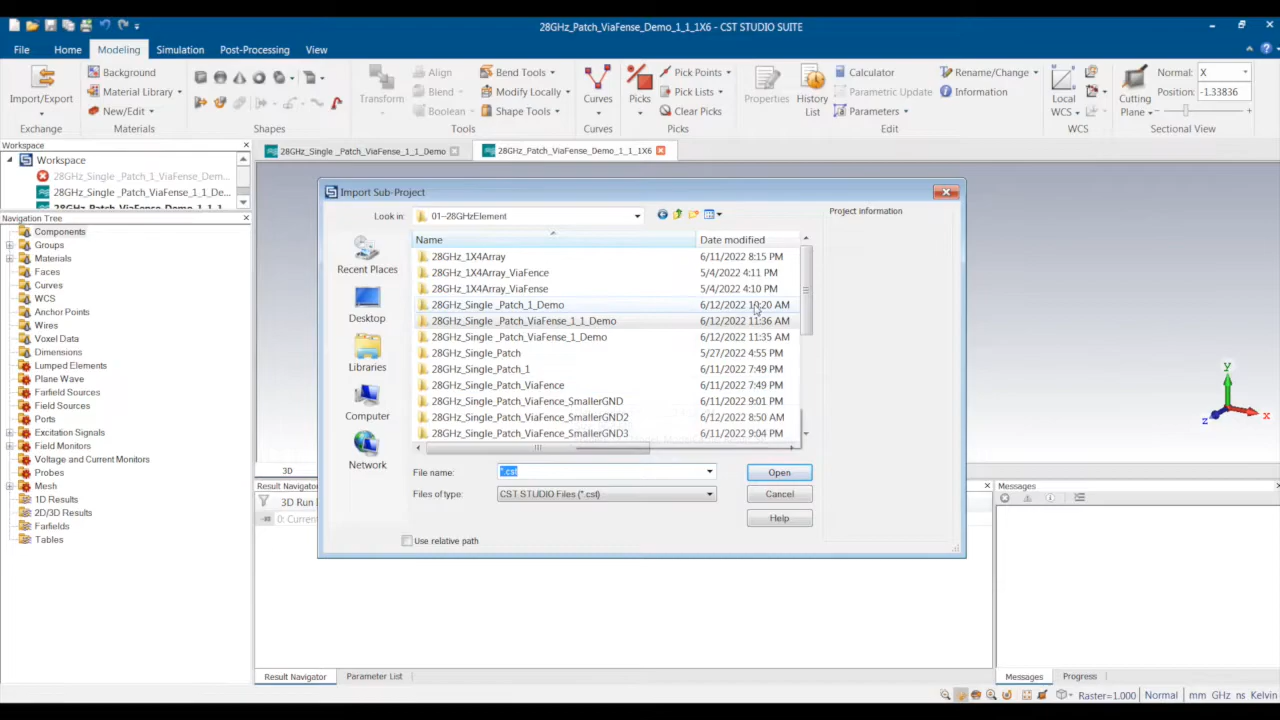 28GHz_Patch_ViaFense_Demo_1_1_1X6 - CST STUDIO SUITE
File Home Modeling Simulation Post-Processing View
Background
Material Library
New/Edit
Import/Export
Exchange
Materials
Shapes
Transform
Align
Blend
Boolean
Bend Tools
Modify Locally
Shape Tools
Tools
Curves
Curves
Picks
Pick Points
Pick Lists
Clear Picks
Picks
Properties
History
List
Calculator
Parametric Update
Parameters
Edit
Rename/Change
Information
Local
WCS
WCS
Cutting
Plane
Normal: X
Position: -1.33836
Sectional View
Workspace
Workspace
28GHz_Single _Patch_1_ViaFense_Dem...
28GHz_Single _Patch_ViaFense_1_1_De...
28GHz_Patch_ViaFense_Demo_1_1_1...
28GHz_Single _Patch_ViaFense_1_1_Demo
28GHz_Patch_ViaFense_Demo_1_1_1X6
Navigation Tree
Components
Groups
Materials
Faces
Curves
WCS
Anchor Points
Wires
Voxel Data
Dimensions
Lumped Elements
Plane Wave
Farfield Sources
Field Sources
Ports
Excitation Signals
Field Monitors
Voltage and Current Monitors
Probes
Mesh
1D Results
2D/3D Results
Farfields
Tables
Import Sub-Project
Look in: 01--28GHzElement
Project Information
Recent Places
Desktop
Libraries
Computer
Network
Name Date modified
28GHz_1X4Array 6/11/2022 8:15 PM
28GHz_1X4Array_ViaFence 5/4/2022 4:11 PM
28GHz_1X4Array_ViaFense 5/4/2022 4:10 PM
28GHz_Single _Patch_1_Demo 6/12/2022 10:20 AM
28GHz_Single _Patch_ViaFense_1_1_Demo 6/12/2022 11:36 AM
28GHz_Single _Patch_ViaFense_1_Demo 6/12/2022 11:35 AM
28GHz_Single_Patch 5/27/2022 4:55 PM
28GHz_Single_Patch_1 6/11/2022 7:49 PM
28GHz_Single_Patch_ViaFence 6/11/2022 7:49 PM
28GHz_Single_Patch_ViaFence_SmallerGND 6/11/2022 9:01 PM
28GHz_Single_Patch_ViaFence_SmallerGND2 6/12/2022 8:50 AM
28GHz_Single_Patch_ViaFence_SmallerGND3 6/11/2022 9:04 PM
File name: *.cst Open
Files of type: CST STUDIO Files (*.cst) Cancel
Help
Use relative path
y
x
z
3D
Result Navigator
3D Run I
0: Current
Messages
Result Navigator Parameter List
Messages Progress
Raster=1.000 Normal mm GHz ns Kelvin